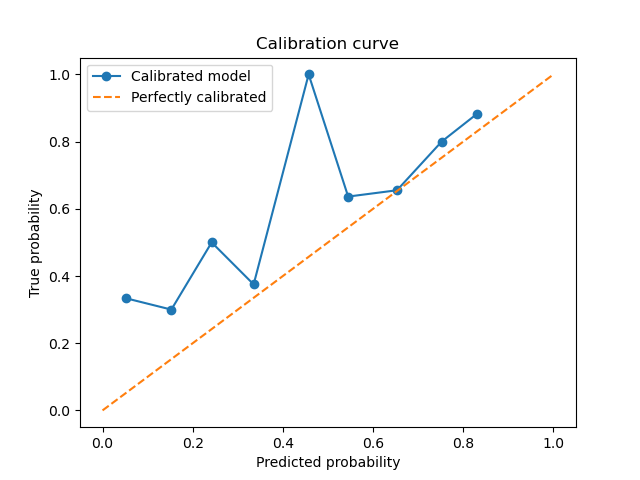 Calibration curve
Calibrated model
Perfectly calibrated
True probability
1.0
0.8
0.6
0.4
0.2
0.0
0.0 0.2 0.4 0.6 0.8 1.0
Predicted probability